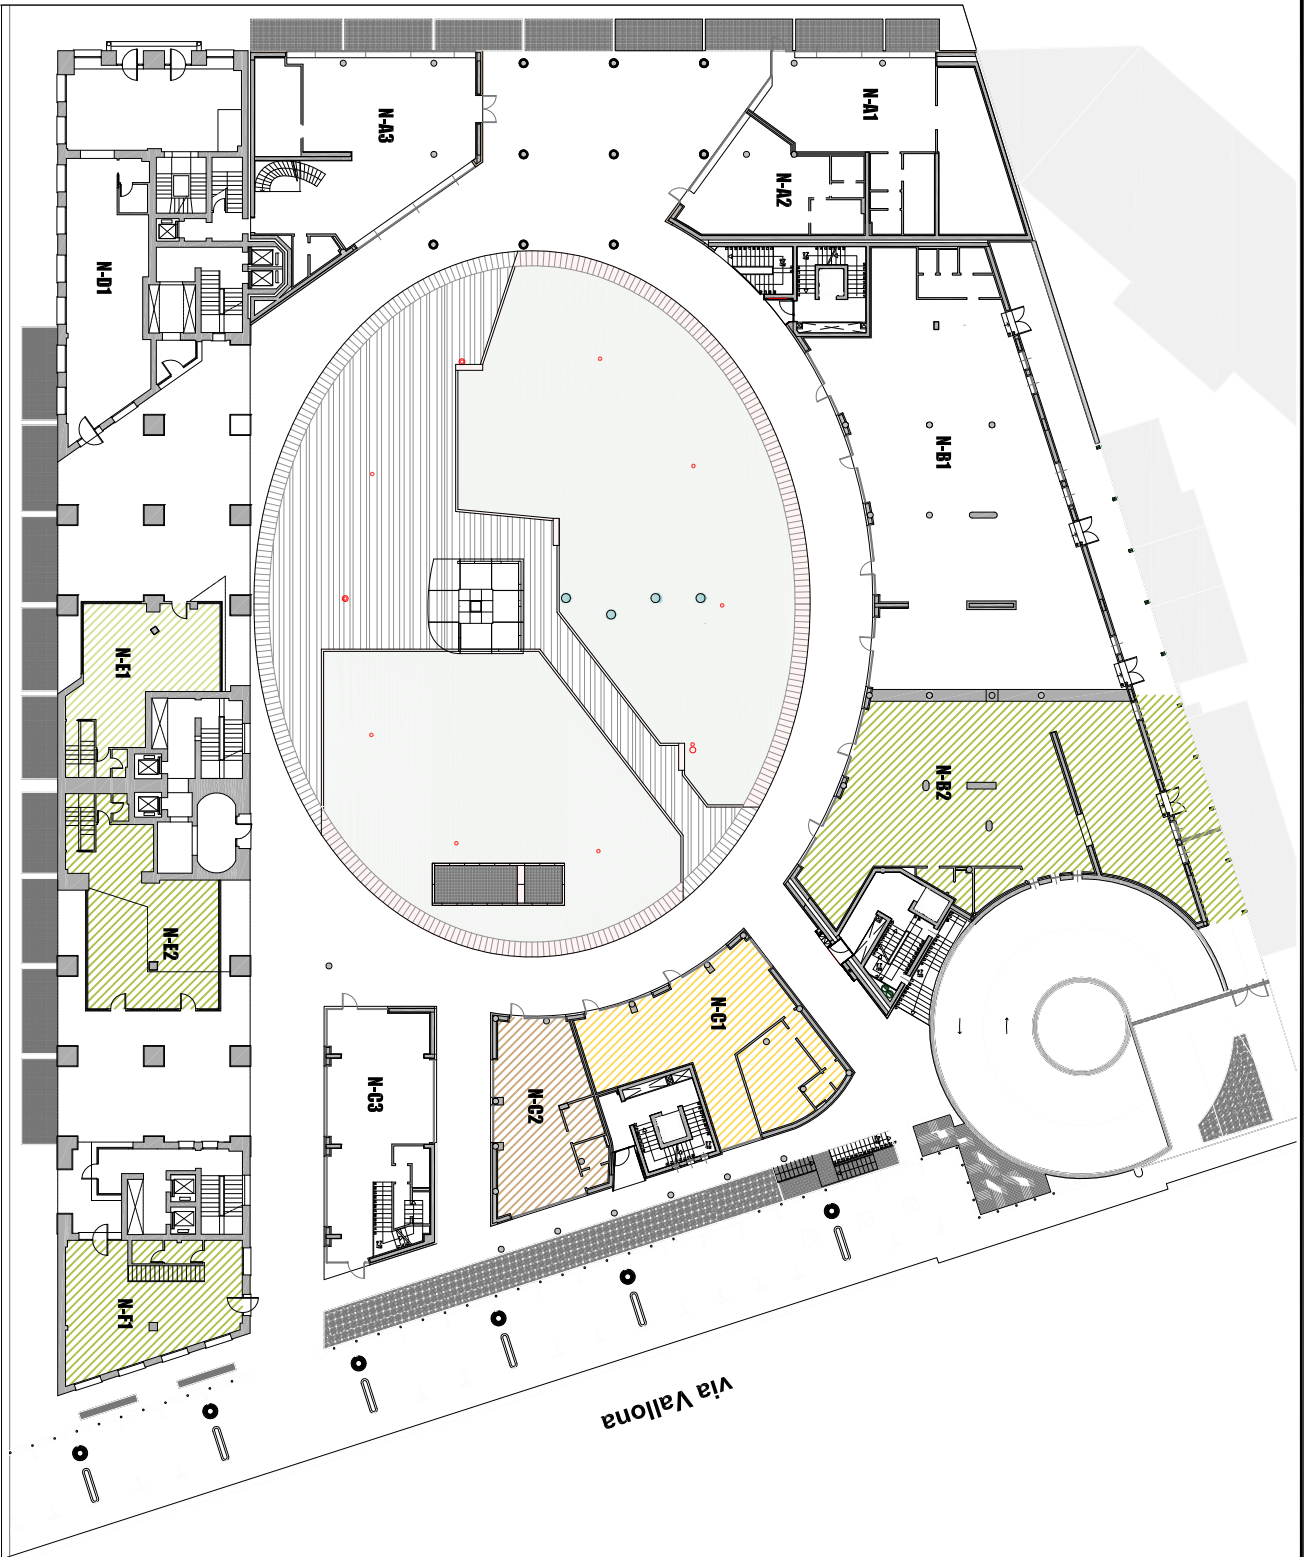 N-A3
N-A1
N-A2
N-D1
N-B1
N-E1
N-B2
N-E2
N-C1
N-C3
N-C2
N-F1
via Vallona